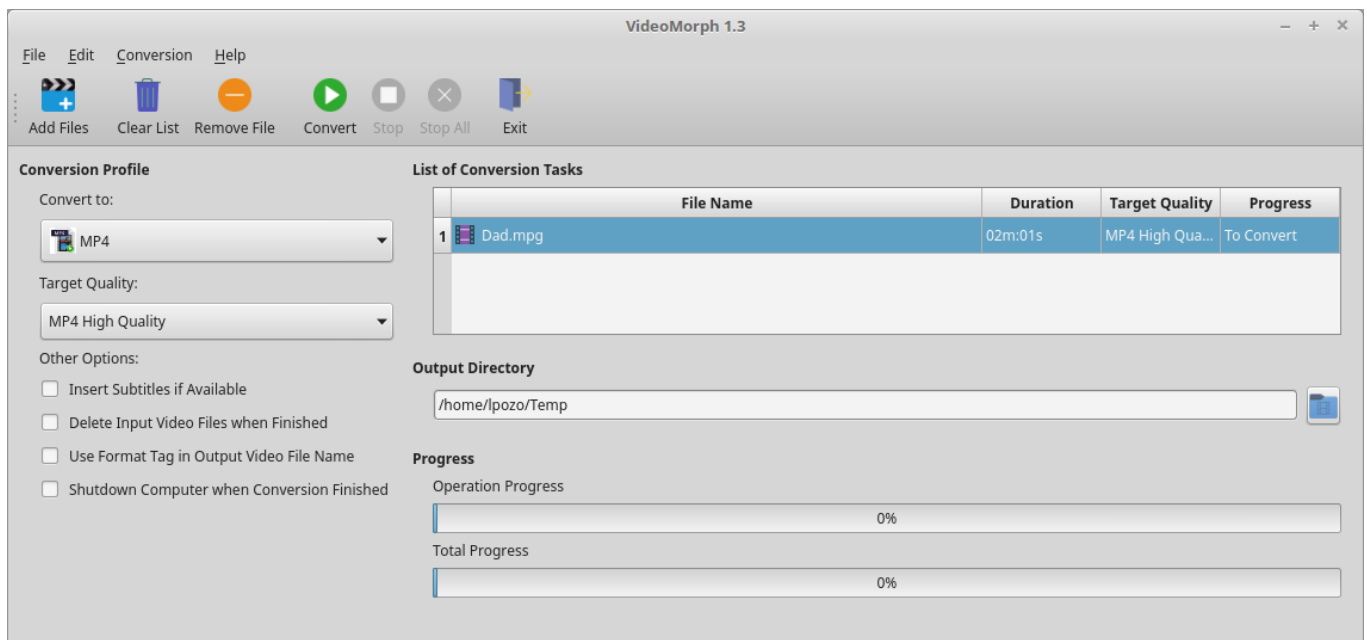 VideoMorph 1.3
File Edit Conversion Help
Add Files Clear List Remove File Convert Stop Stop All Exit
Conversion Profile
Convert to:
MP4
Target Quality:
MP4 High Quality
Other Options:
Insert Subtitles if Available
Delete Input Video Files when Finished
Use Format Tag in Output Video File Name
Shutdown Computer when Conversion Finished
List of Conversion Tasks
File Name Duration Target Quality Progress
1 Dad.mpg 02m:01s MP4 High Qua... To Convert
Output Directory
/home/lpozo/Temp
Progress
Operation Progress
0%
Total Progress
0%